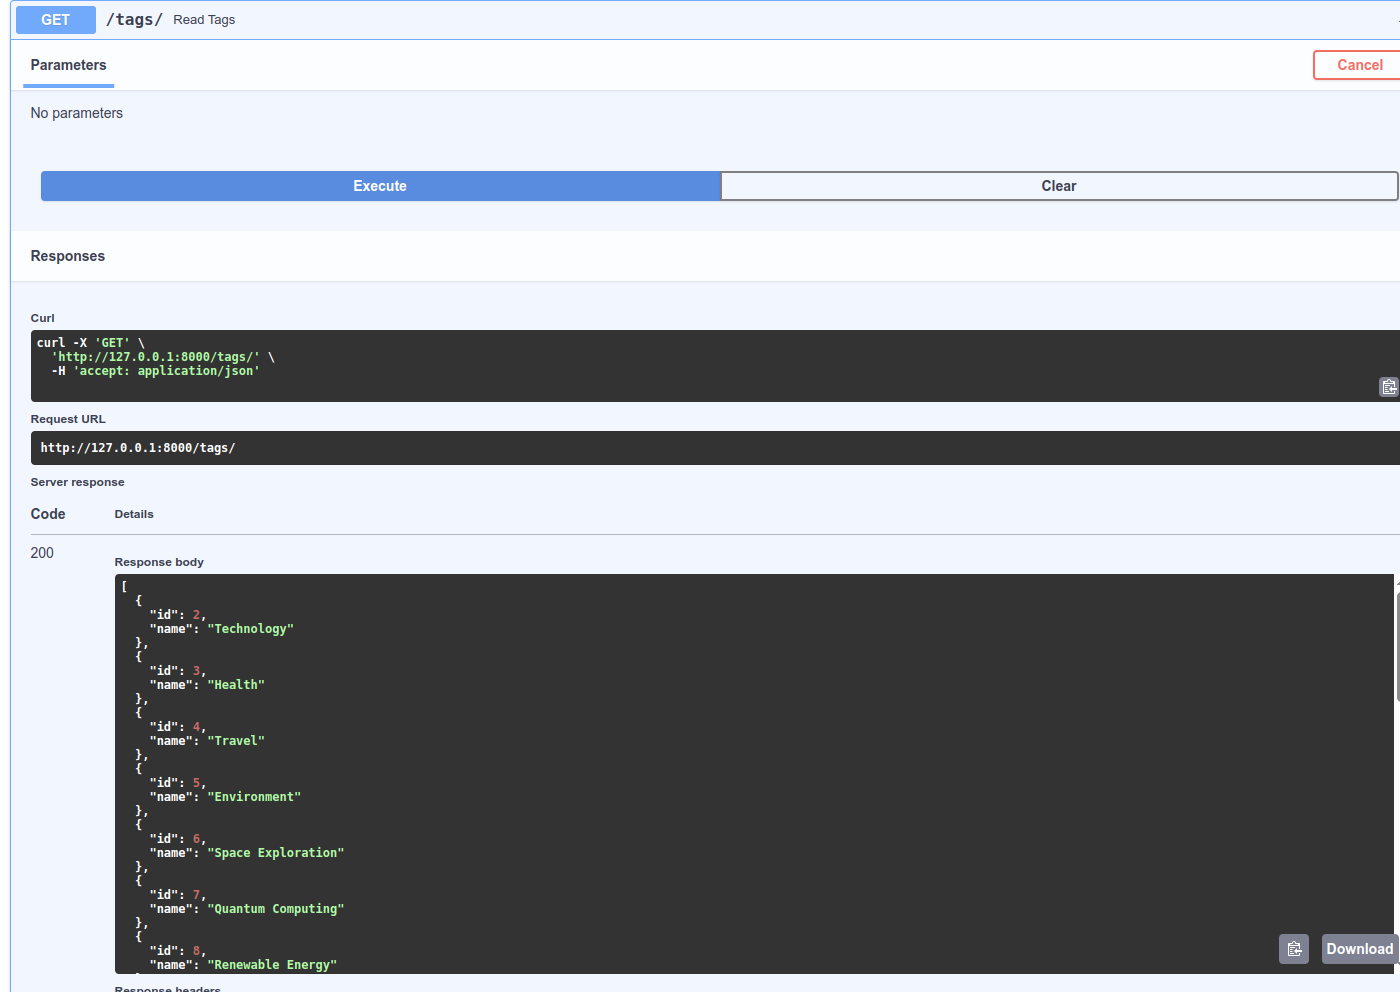 GET /tags/ Read Tags
Parameters Cancel
No parameters
Execute Clear
Responses
Curl
curl -X 'GET' \
  'http://127.0.0.1:8000/tags/' \
  -H 'accept: application/json'
Request URL
http://127.0.0.1:8000/tags/
Server response
Code Details
200
Response body
[
  {
    "id": 2,
    "name": "Technology"
  },
  {
    "id": 3,
    "name": "Health"
  },
  {
    "id": 4,
    "name": "Travel"
  },
  {
    "id": 5,
    "name": "Environment"
  },
  {
    "id": 6,
    "name": "Space Exploration"
  },
  {
    "id": 7,
    "name": "Quantum Computing"
  },
  {
    "id": 8,
    "name": "Renewable Energy"
Download
Response headers